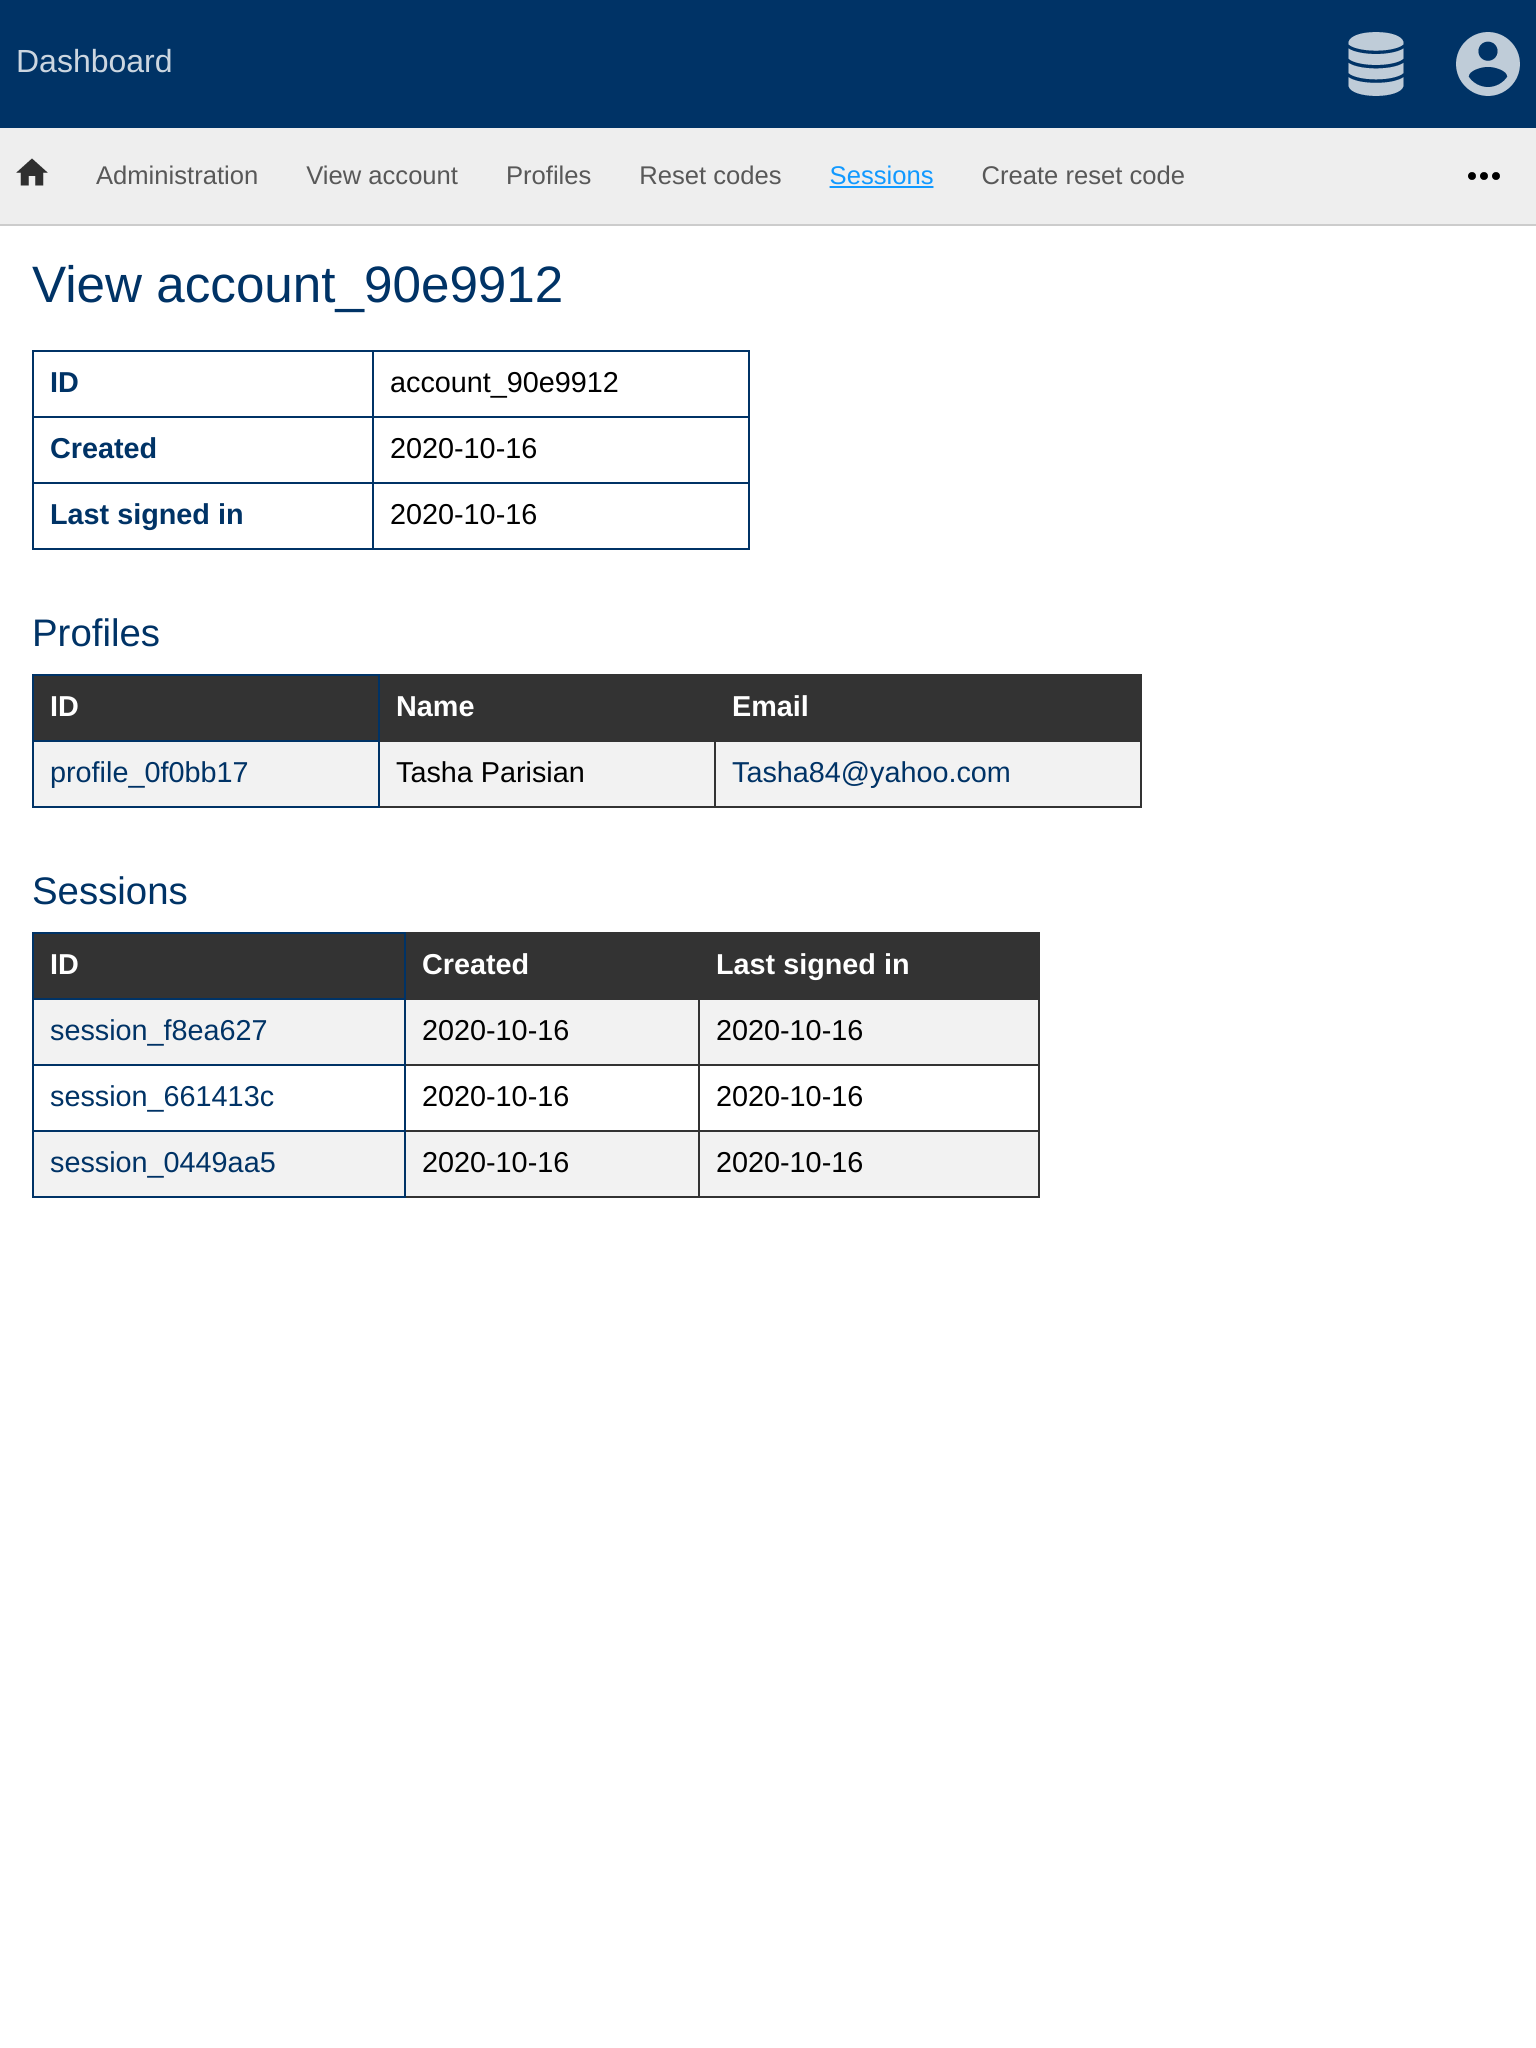 Dashboard
Administration View account Profiles Reset codes Sessions Create reset code
View account_90e9912
ID account_90e9912
Created 2020-10-16
Last signed in 2020-10-16
Profiles
ID Name Email
profile_0f0bb17 Tasha Parisian Tasha84@yahoo.com
Sessions
ID Created Last signed in
session_f8ea627 2020-10-16 2020-10-16
session_661413c 2020-10-16 2020-10-16
session_0449aa5 2020-10-16 2020-10-16